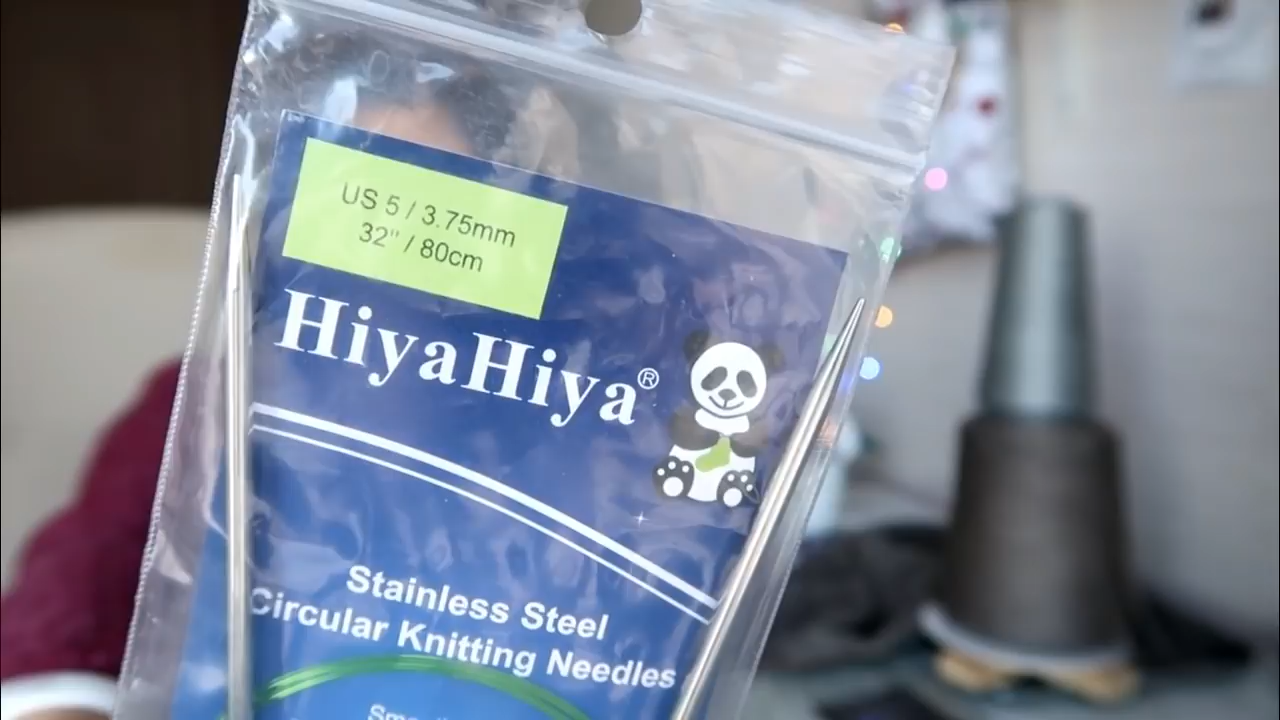 US 5 / 3.75mm
32" / 80cm
HiyaHiya®
Stainless Steel
Circular Knitting Needles